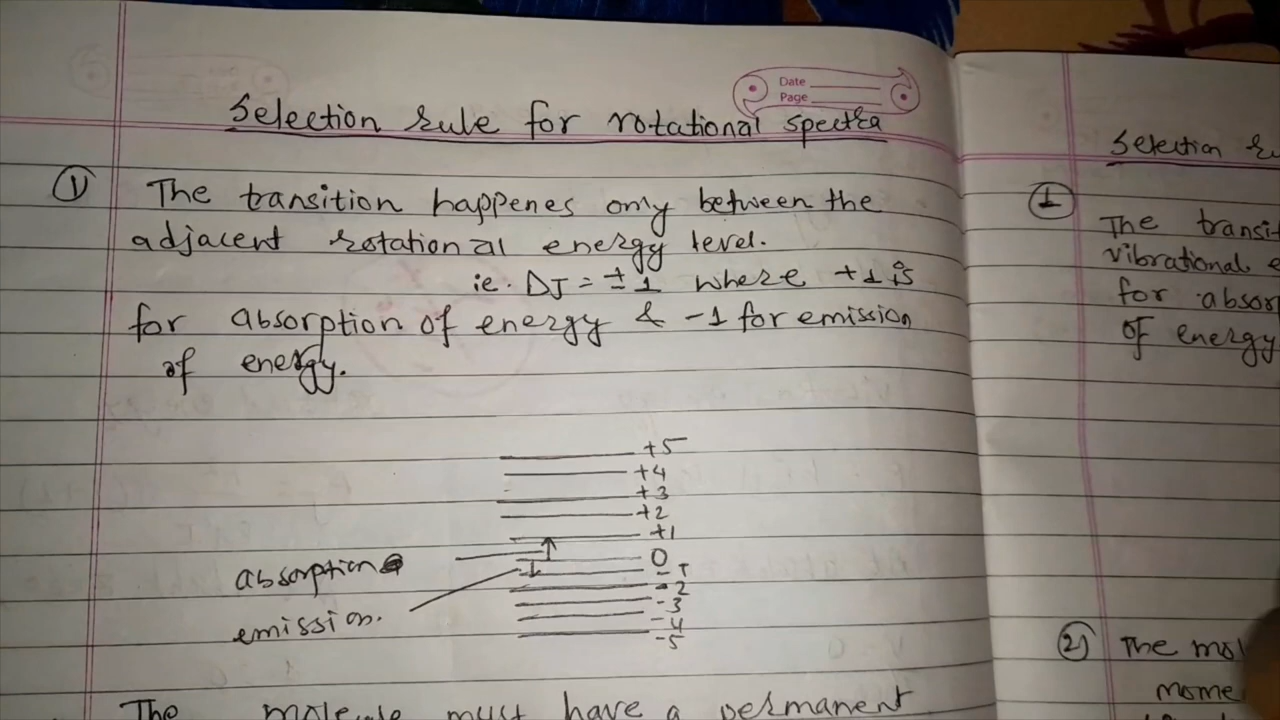 Date
Page
Selection rule for rotational spectra
① The transition happenes only between the
adjacent rotational energy level.
ie. ΔJ = ±1 where +1 is
for absorption of energy & -1 for emission
of energy.
+5
+4
+3
+2
+1
0
-1
-2
-3
-4
-5
absorption
emission.
The molecule must have a permanent
Selection ru
① The transit
vibrational e
for absor
of energy
② The mol
mome